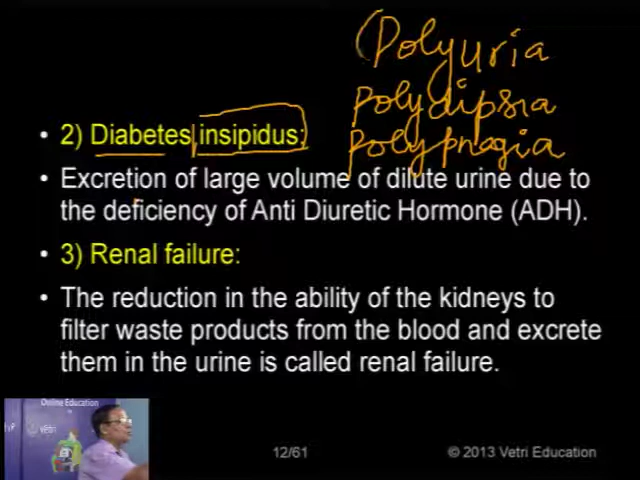 (Polyuria
polydipsia
polyphagia
• 2) Diabetes insipidus:
• Excretion of large volume of dilute urine due to
the deficiency of Anti Diuretic Hormone (ADH).
• 3) Renal failure:
• The reduction in the ability of the kidneys to
filter waste products from the blood and excrete
them in the urine is called renal failure.
Online Education
Vetri
12/61
© 2013 Vetri Education